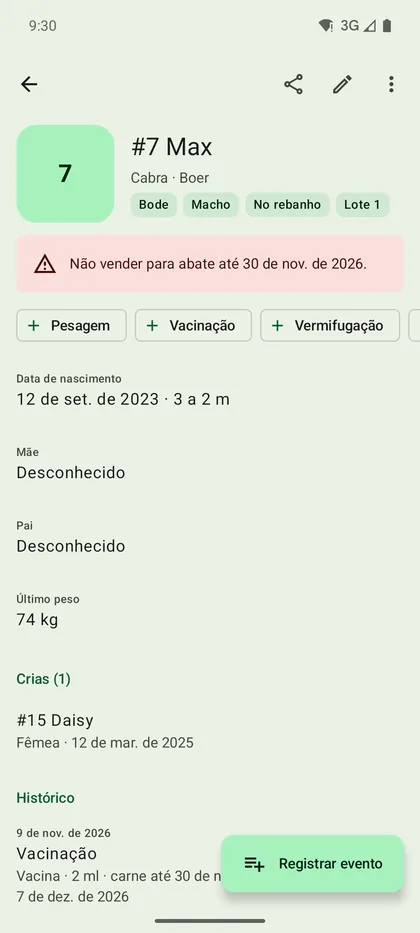 9:30
3G
7
#7 Max
Cabra · Boer
Bode
Macho
No rebanho
Lote 1
Não vender para abate até 30 de nov. de 2026.
+ Pesagem
+ Vacinação
+ Vermifugação
Data de nascimento
12 de set. de 2023 · 3 a 2 m
Mãe
Desconhecido
Pai
Desconhecido
Último peso
74 kg
Crias (1)
#15 Daisy
Fêmea · 12 de mar. de 2025
Histórico
9 de nov. de 2026
Vacinação
Vacina · 2 ml · carne até 30 de n
7 de dez. de 2026
Registrar evento